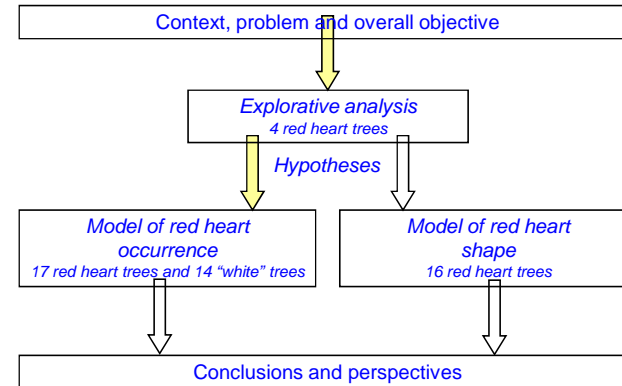 Context, problem and overall objective
Explorative analysis
4 red heart trees
Hypotheses
Model of red heart
occurrence
17 red heart trees and 14 “white” trees
Model of red heart
shape
16 red heart trees
Conclusions and perspectives